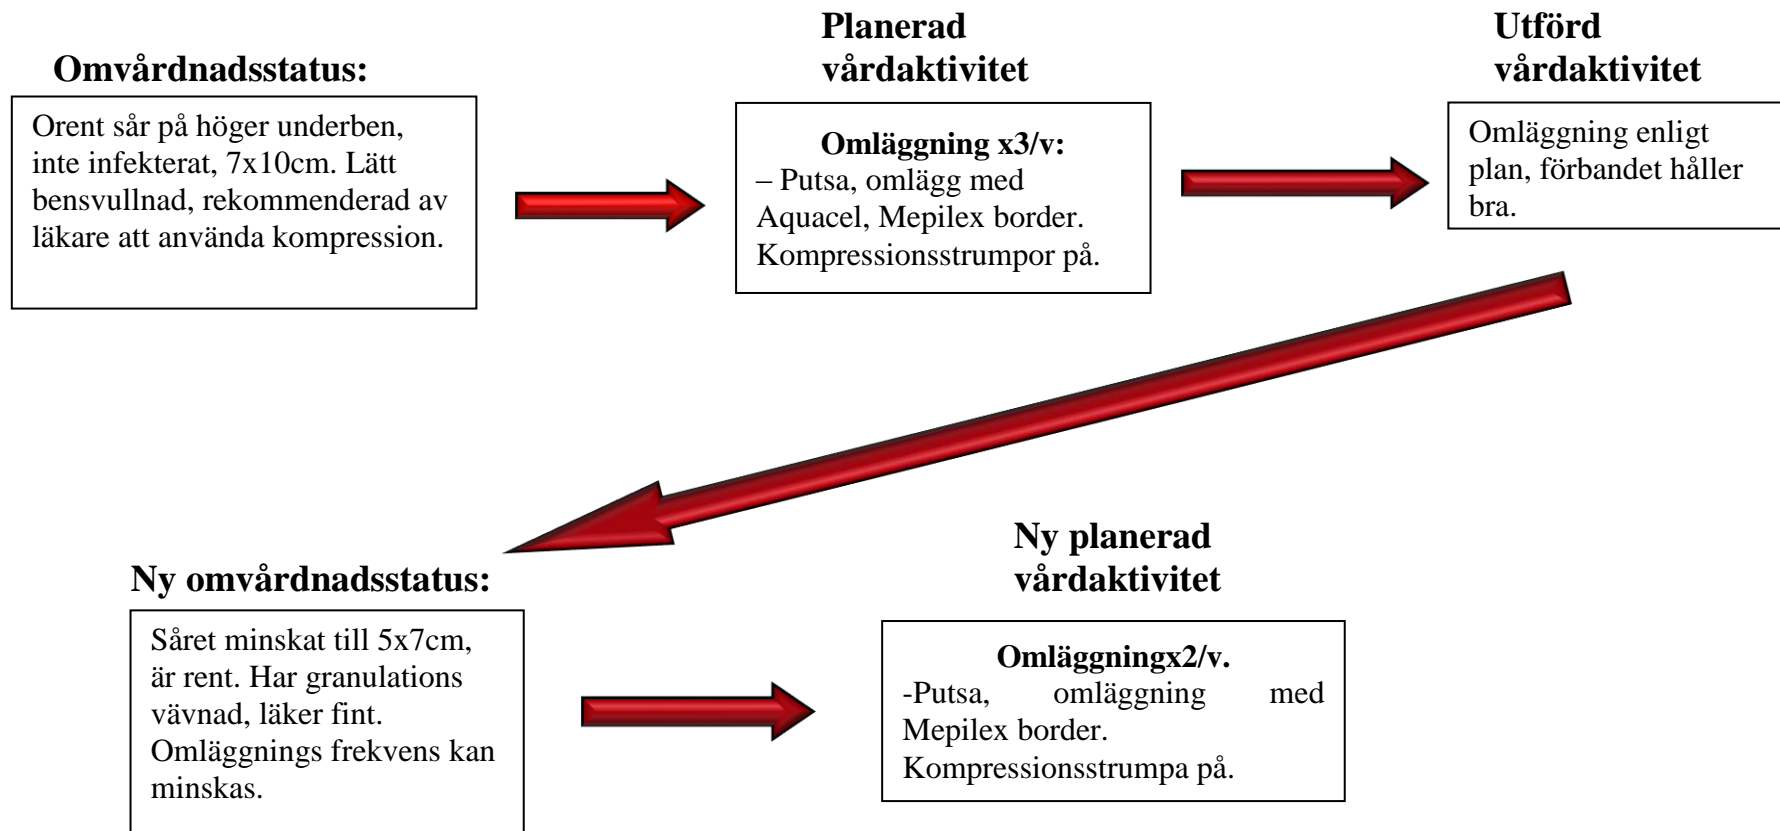 Omvårdnadsstatus:
Orent sår på höger underben,
inte infekterat, 7x10cm. Lätt
bensvullnad, rekommenderad av
läkare att använda kompression.
Planerad
vårdaktivitet
Omläggning x3/v:
– Putsa, omlägg med
Aquacel, Mepilex border.
Kompressionsstrumpor på.
Utförd
vårdaktivitet
Omläggning enligt
plan, förbandet håller
bra.
Ny omvårdnadsstatus:
Såret minskat till 5x7cm,
är rent. Har granulations
vävnad, läker fint.
Omläggnings frekvens kan
minskas.
Ny planerad
vårdaktivitet
Omläggningx2/v.
-Putsa, omläggning med
Mepilex border.
Kompressionsstrumpa på.